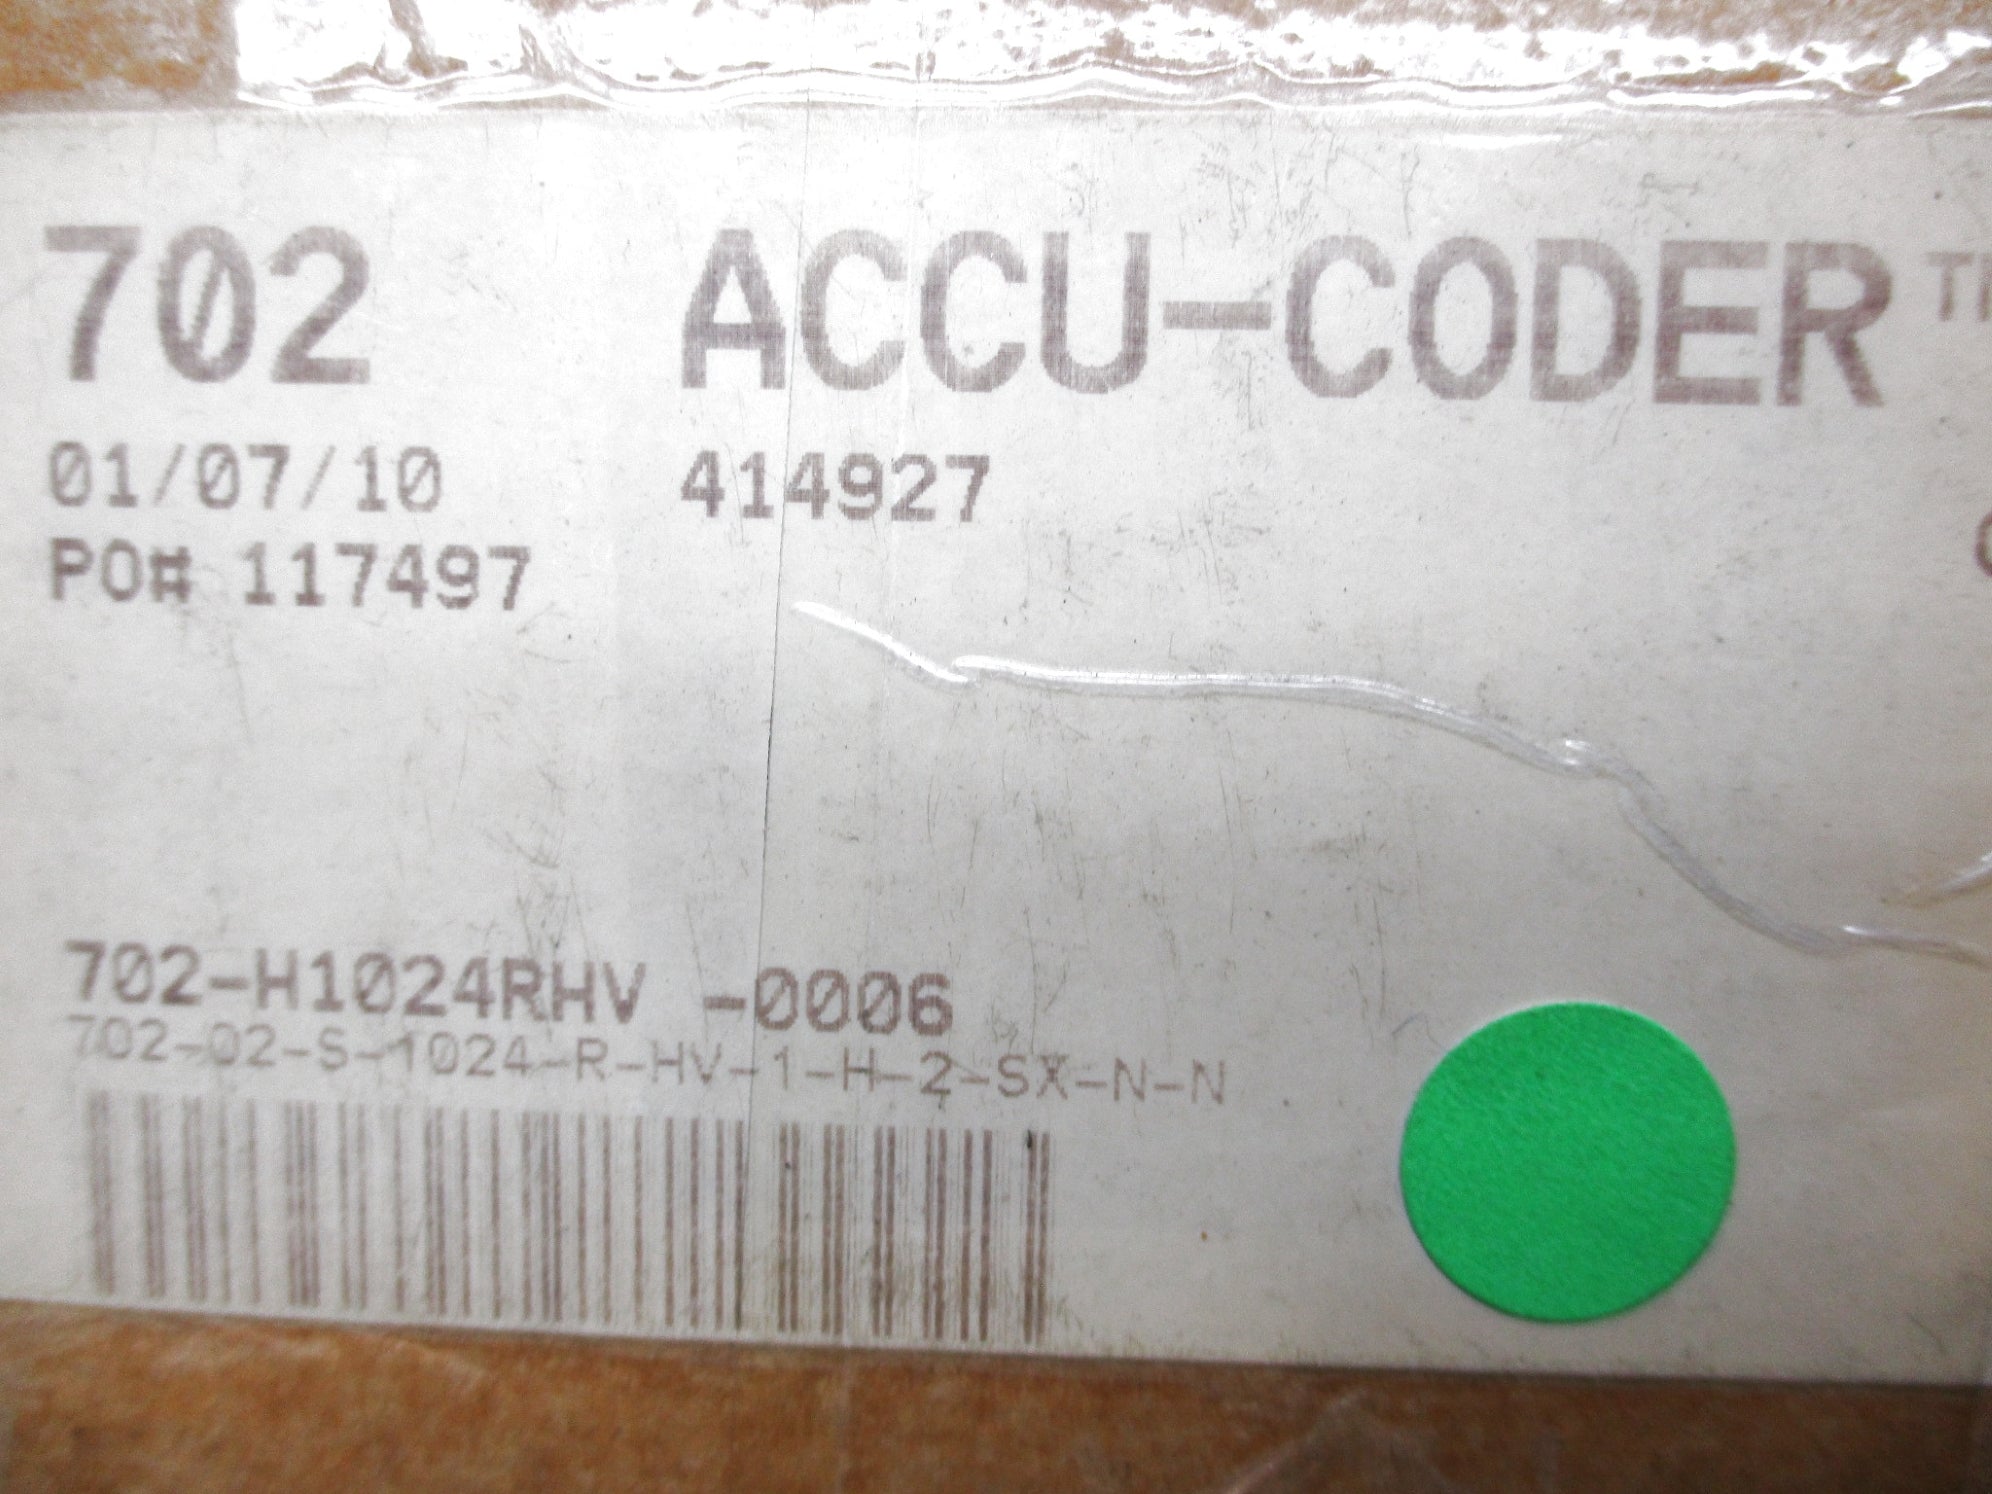 702 ACCU-CODER
01/07/10 414927
PO# 117497
702-H1024RHV -0006
702-02-S-1024-R-HV-1-H-2-SX-N-N